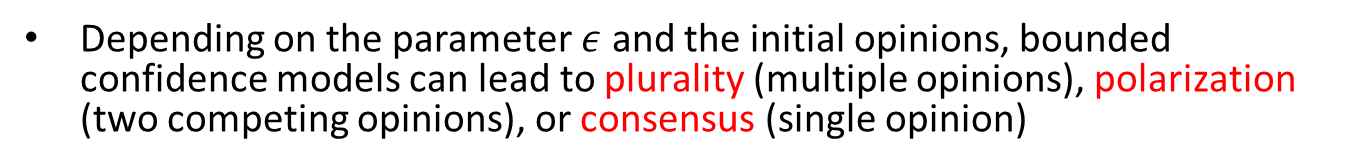 • Depending on the parameter ϵ and the initial opinions, bounded
confidence models can lead to plurality (multiple opinions), polarization
(two competing opinions), or consensus (single opinion)